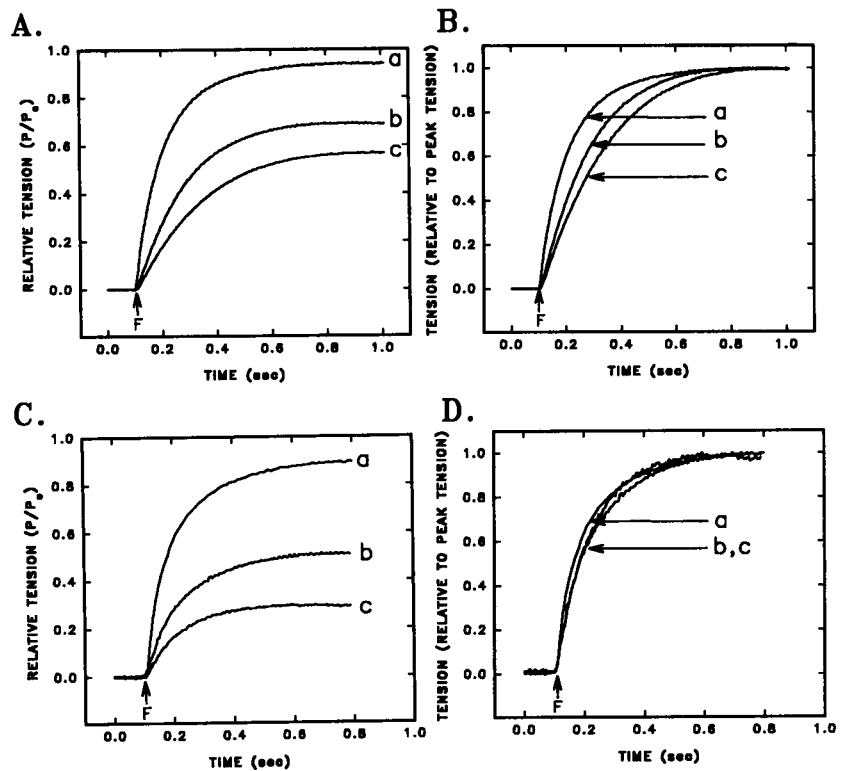 A.
RELATIVE TENSION (P/P₀)
1.0
0.8
0.6
0.4
0.2
0.0
a
b
c
F
0.0 0.2 0.4 0.6 0.8 1.0
TIME (sec)
B.
TENSION (RELATIVE TO PEAK TENSION)
1.0
0.8
0.6
0.4
0.2
0.0
a
b
c
F
0.0 0.2 0.4 0.6 0.8 1.0
TIME (sec)
C.
RELATIVE TENSION (P/P₀)
1.0
0.8
0.6
0.4
0.2
0.0
a
b
c
F
0.0 0.2 0.4 0.6 0.8 1.0
TIME (sec)
D.
TENSION (RELATIVE TO PEAK TENSION)
1.0
0.8
0.6
0.4
0.2
0.0
a
b,c
F
0.0 0.2 0.4 0.6 0.8 1.0
TIME (sec)